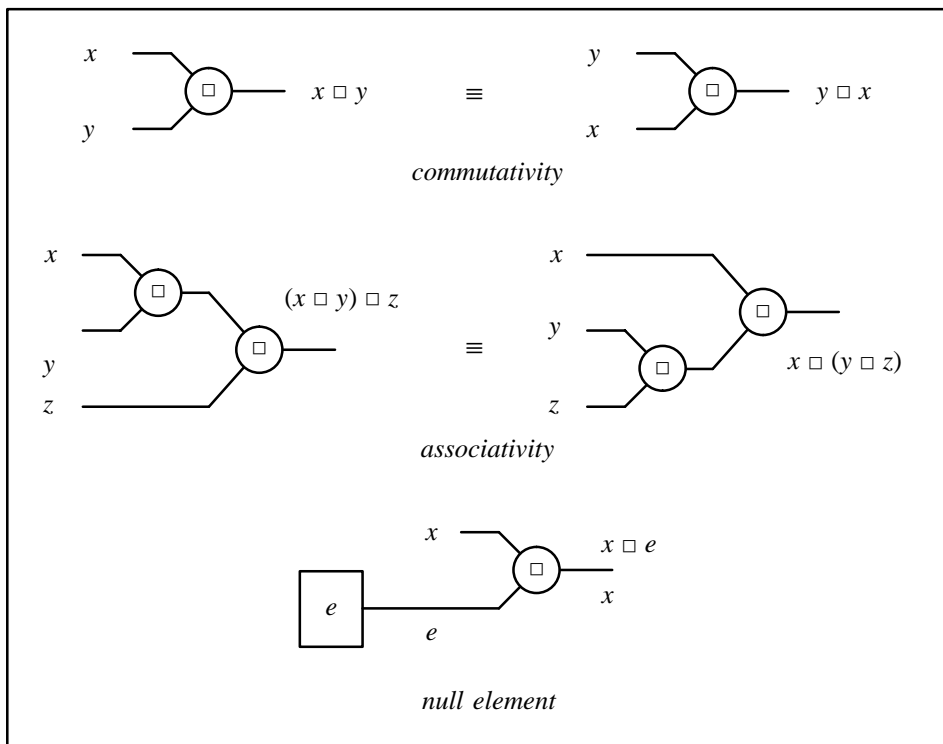 x
y
□
x □ y
≡
y
x
□
y □ x
commutativity
x
y
z
□
□
(x □ y) □ z
≡
x
y
z
□
□
x □ (y □ z)
associativity
x
e
e
□
x □ e
x
null element